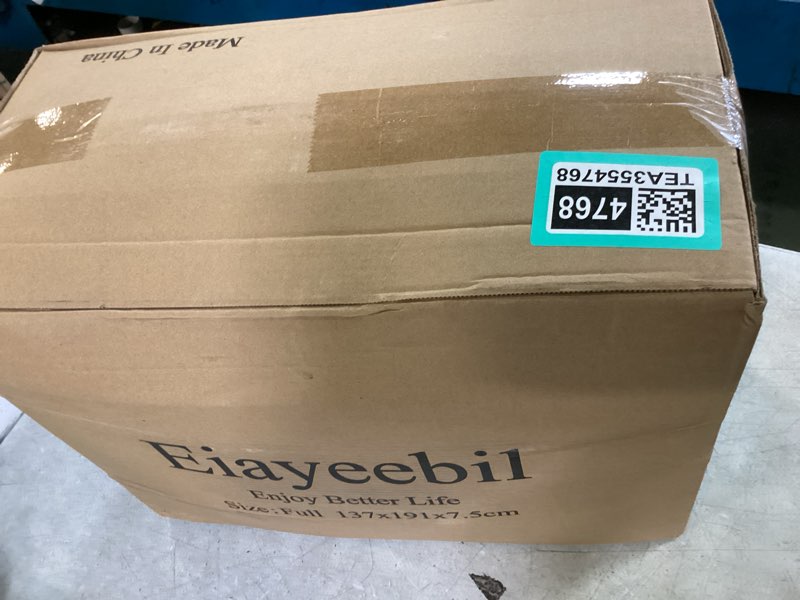 Made In China
TEA3554768
4768
Eiayeebil
Enjoy Better Life
Size:Full 137x191x7.5cm